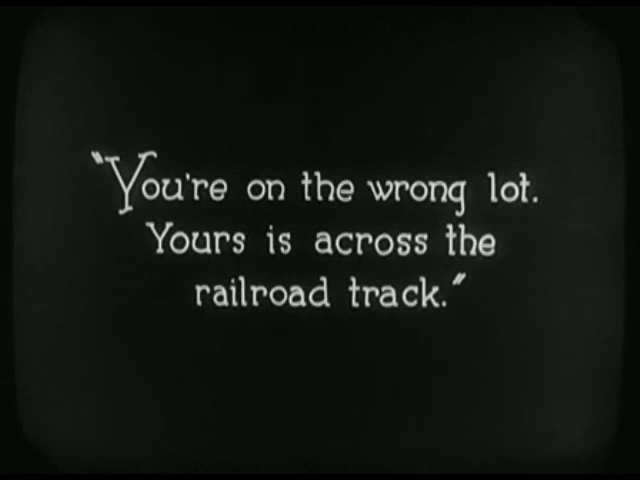 "You're on the wrong lot.
Yours is across the
railroad track."